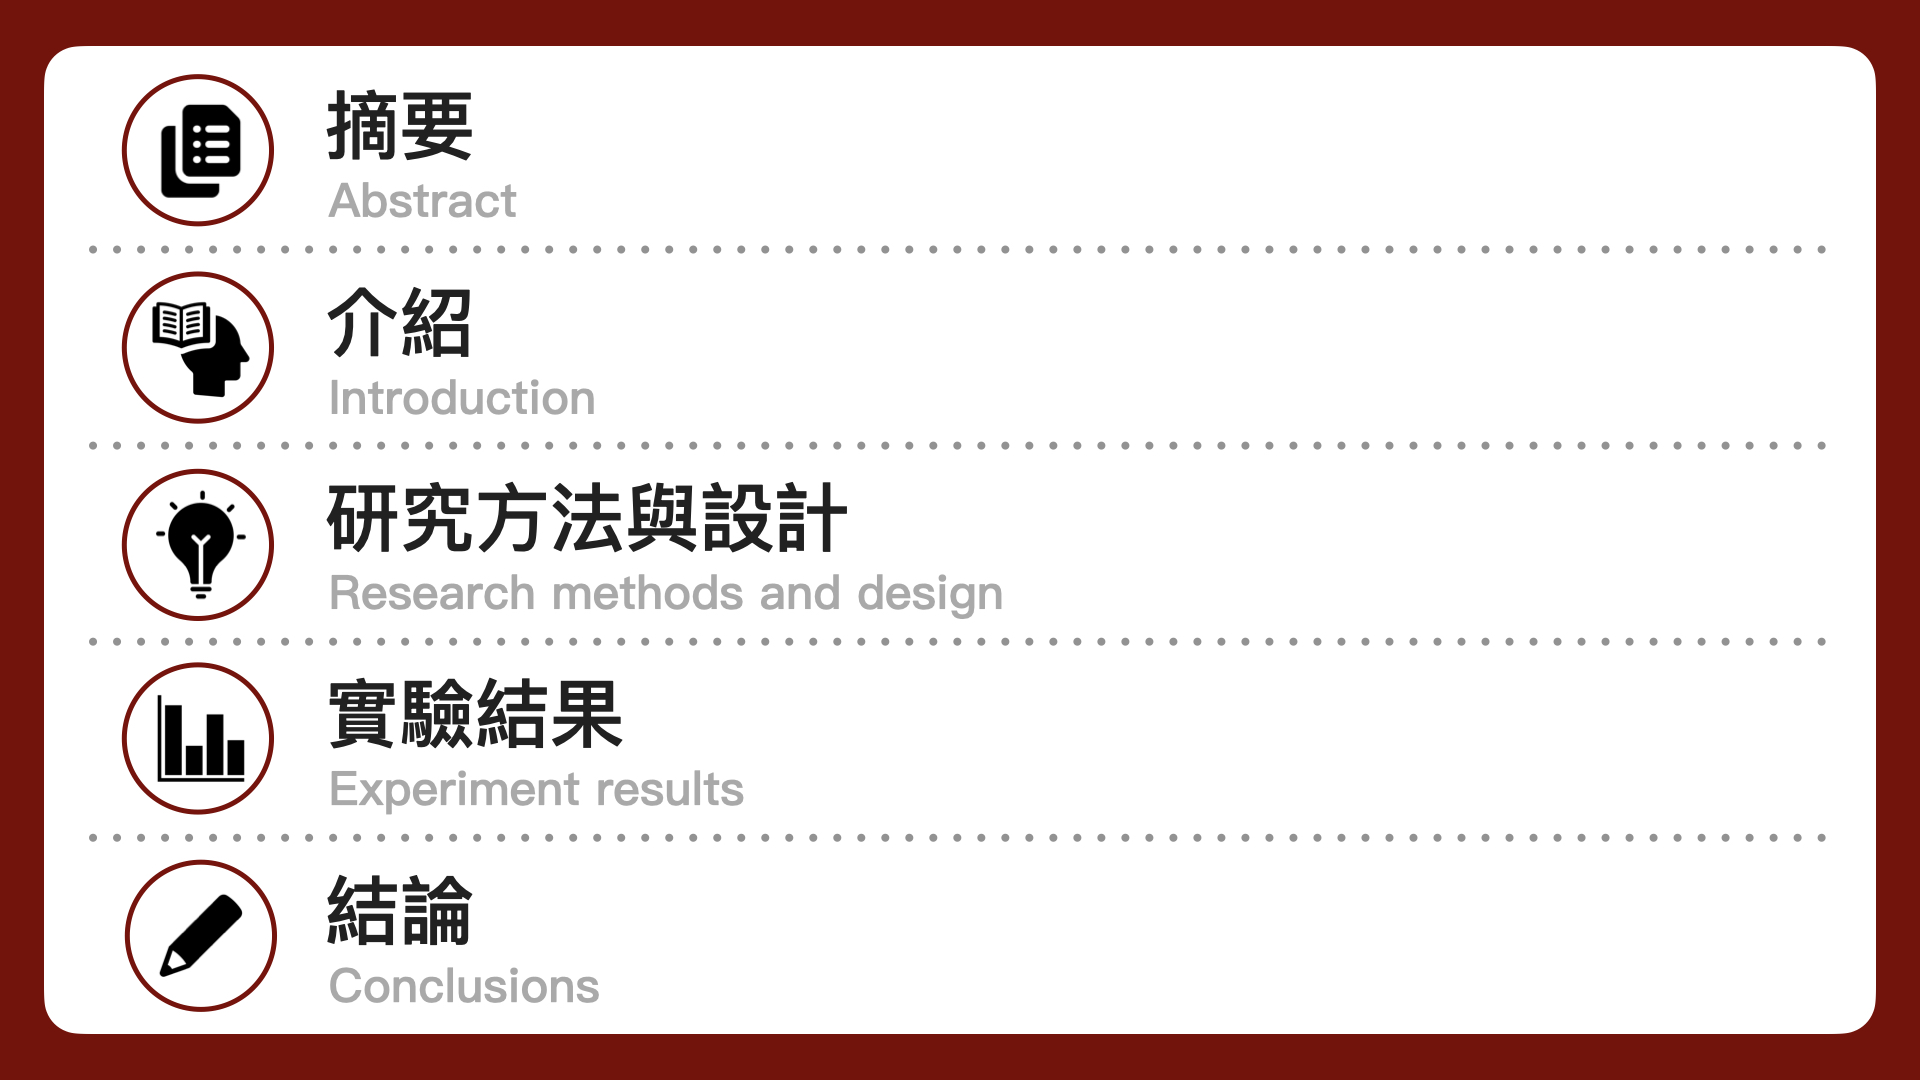 摘要
Abstract
介紹
Introduction
研究方法與設計
Research methods and design
實驗結果
Experiment results
結論
Conclusions